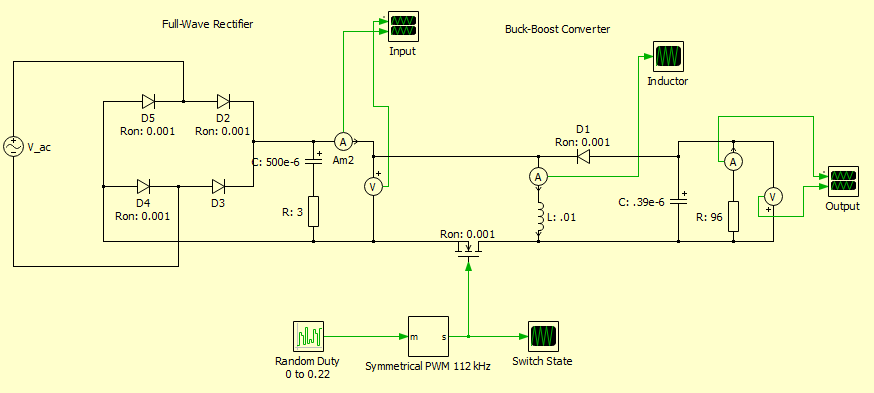 Full-Wave Rectifier
Buck-Boost Converter
Input
Inductor
D5
Ron: 0.001
D2
Ron: 0.001
D1
Ron: 0.001
V_ac
A
Am2
C: 500e-6
V
A
A
D4
Ron: 0.001
D3
R: 3
L: .01
C: .39e-6
R: 96
V
Output
Ron: 0.001
Random Duty
0 to 0.22
m
s
Symmetrical PWM 112 kHz
Switch State